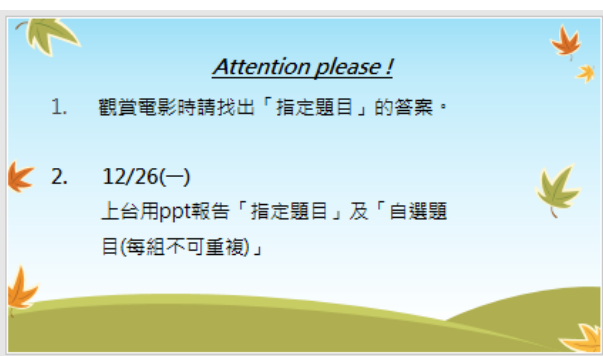 Attention please !
1. 觀賞電影時請找出「指定題目」的答案。
2. 12/26(一)
上台用ppt報告「指定題目」及「自選題
目(每組不可重複)」